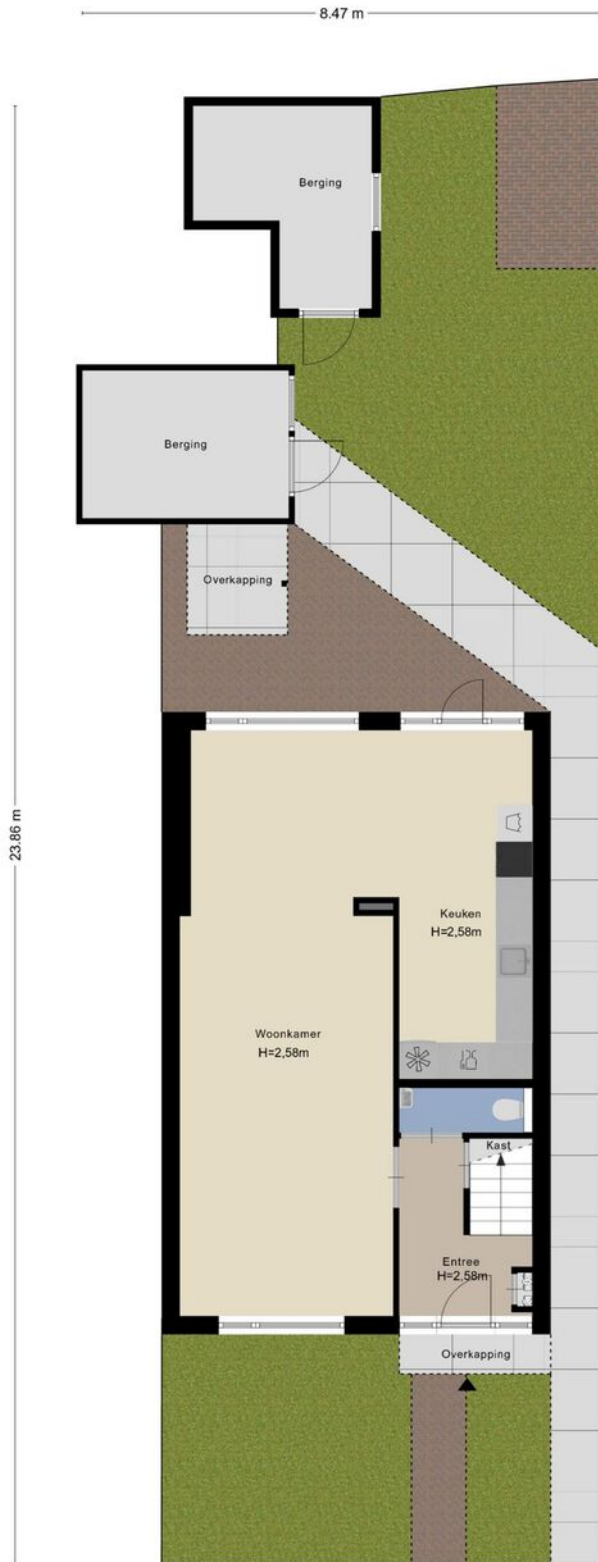 8.47 m
Berging
Berging
Overkapping
23.86 m
Keuken
H=2,58m
Woonkamer
H=2,58m
Kast
Entree
H=2,58m
Overkapping